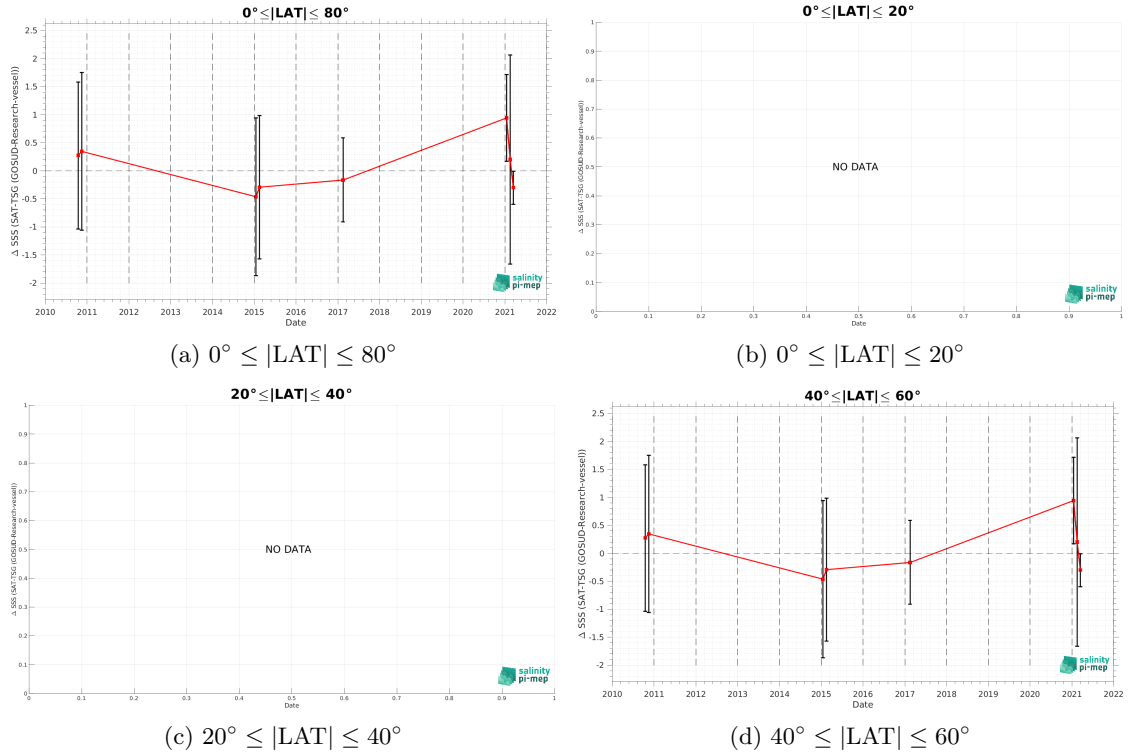 0°≤|LAT|≤ 80°
2.5
2
1.5
1
0.5
0
-0.5
-1
-1.5
-2
Δ SSS (SAT-TSG (GOSUD-Research-vessel))
2010 2011 2012 2013 2014 2015 2016 2017 2018 2019 2020 2021 2022
Date
salinity
pi-mep
(a) 0° ≤ |LAT| ≤ 80°
0°≤|LAT|≤ 20°
1
0.9
0.8
0.7
0.6
0.5
0.4
0.3
0.2
0.1
0
Δ SSS (SAT-TSG (GOSUD-Research-vessel))
NO DATA
0 0.1 0.2 0.3 0.4 0.5 0.6 0.7 0.8 0.9 1
Date
salinity
pi-mep
(b) 0° ≤ |LAT| ≤ 20°
20°≤|LAT|≤ 40°
1
0.9
0.8
0.7
0.6
0.5
0.4
0.3
0.2
0.1
0
Δ SSS (SAT-TSG (GOSUD-Research-vessel))
NO DATA
0 0.1 0.2 0.3 0.4 0.5 0.6 0.7 0.8 0.9 1
Date
salinity
pi-mep
(c) 20° ≤ |LAT| ≤ 40°
40°≤|LAT|≤ 60°
2.5
2
1.5
1
0.5
0
-0.5
-1
-1.5
-2
Δ SSS (SAT-TSG (GOSUD-Research-vessel))
2010 2011 2012 2013 2014 2015 2016 2017 2018 2019 2020 2021 2022
Date
salinity
pi-mep
(d) 40° ≤ |LAT| ≤ 60°